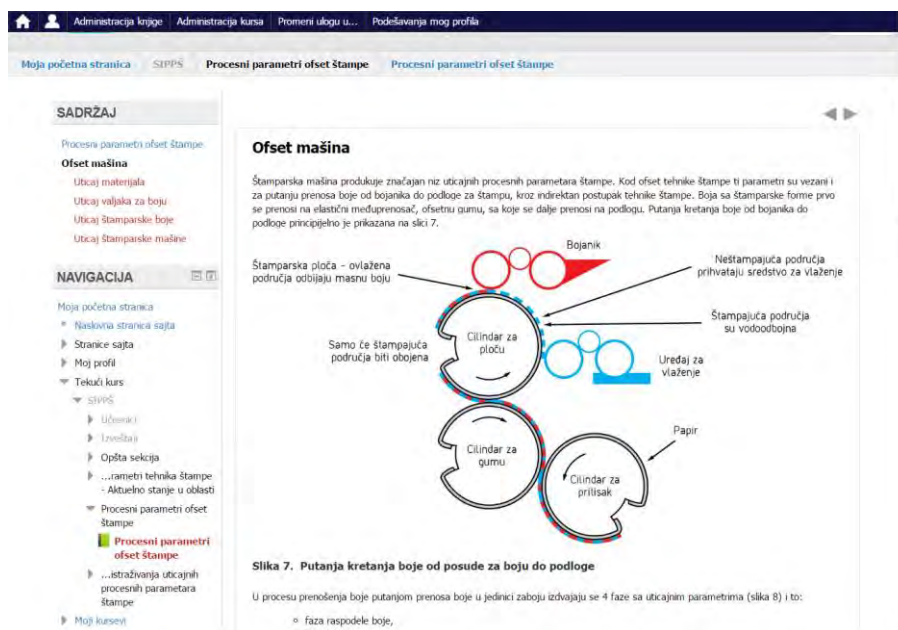 Administracija knjige Administracija kursa Promeni ulogu u... Podešavanja mog profila
Moja početna stranica SIPPŠ Procesni parametri ofset štampe Procesni parametri ofset štampe
SADRŽAJ
Procesni parametri ofset štampe
Ofset mašina
Uticaj materijala
Uticaj valjaka za boju
Uticaj štamparske boje
Uticaj štamparske mašine
NAVIGACIJA
Moja početna stranica
Naslovna stranica sajta
Stranice sajta
Moj profil
Tekući kurs
SIPPŠ
Učesnici
Izveštaji
Opšta sekcija
...rametri tehnika štampe
- Aktuelno stanje u oblasti
Procesni parametri ofset
štampe
Procesni parametri
ofset štampe
...istraživanja uticajnih
procesnih parametara
štampe
Moji kursevi
Ofset mašina
Štamparska mašina produkuje značajan niz uticajnih procesnih parametara štampe. Kod ofset tehnike štampe ti parametri su vezani i
za putanju prenosa boje od bojanika do podloge za štampu, kroz indirektan postupak tehnike štampe. Boja sa štamparske forme prvo
se prenosi na elastični međuprenosač, ofsetnu gumu, sa koje se dalje prenosi na podlogu. Putanja kretanja boje od bojanika do
podloge principijelno je prikazana na slici 7.
Bojanik
Štamparska ploča - ovlažena
područja odbijaju masnu boju
Neštampajuća područja
prihvataju sredstvo za vlaženje
Štampajuća područja
su vodoodbojna
Cilindar za
ploču
Samo će štampajuća
područja biti obojena
Uređaj za
vlaženje
Papir
Cilindar za
gumu
Cilindar za
pritisak
Slika 7. Putanja kretanja boje od posude za boju do podloge
U procesu prenošenja boje putanjom prenosa boje u jedinici zaboju izdvajaju se 4 faze sa uticajnim parametrima (slika 8) i to:
faza raspodele boje,